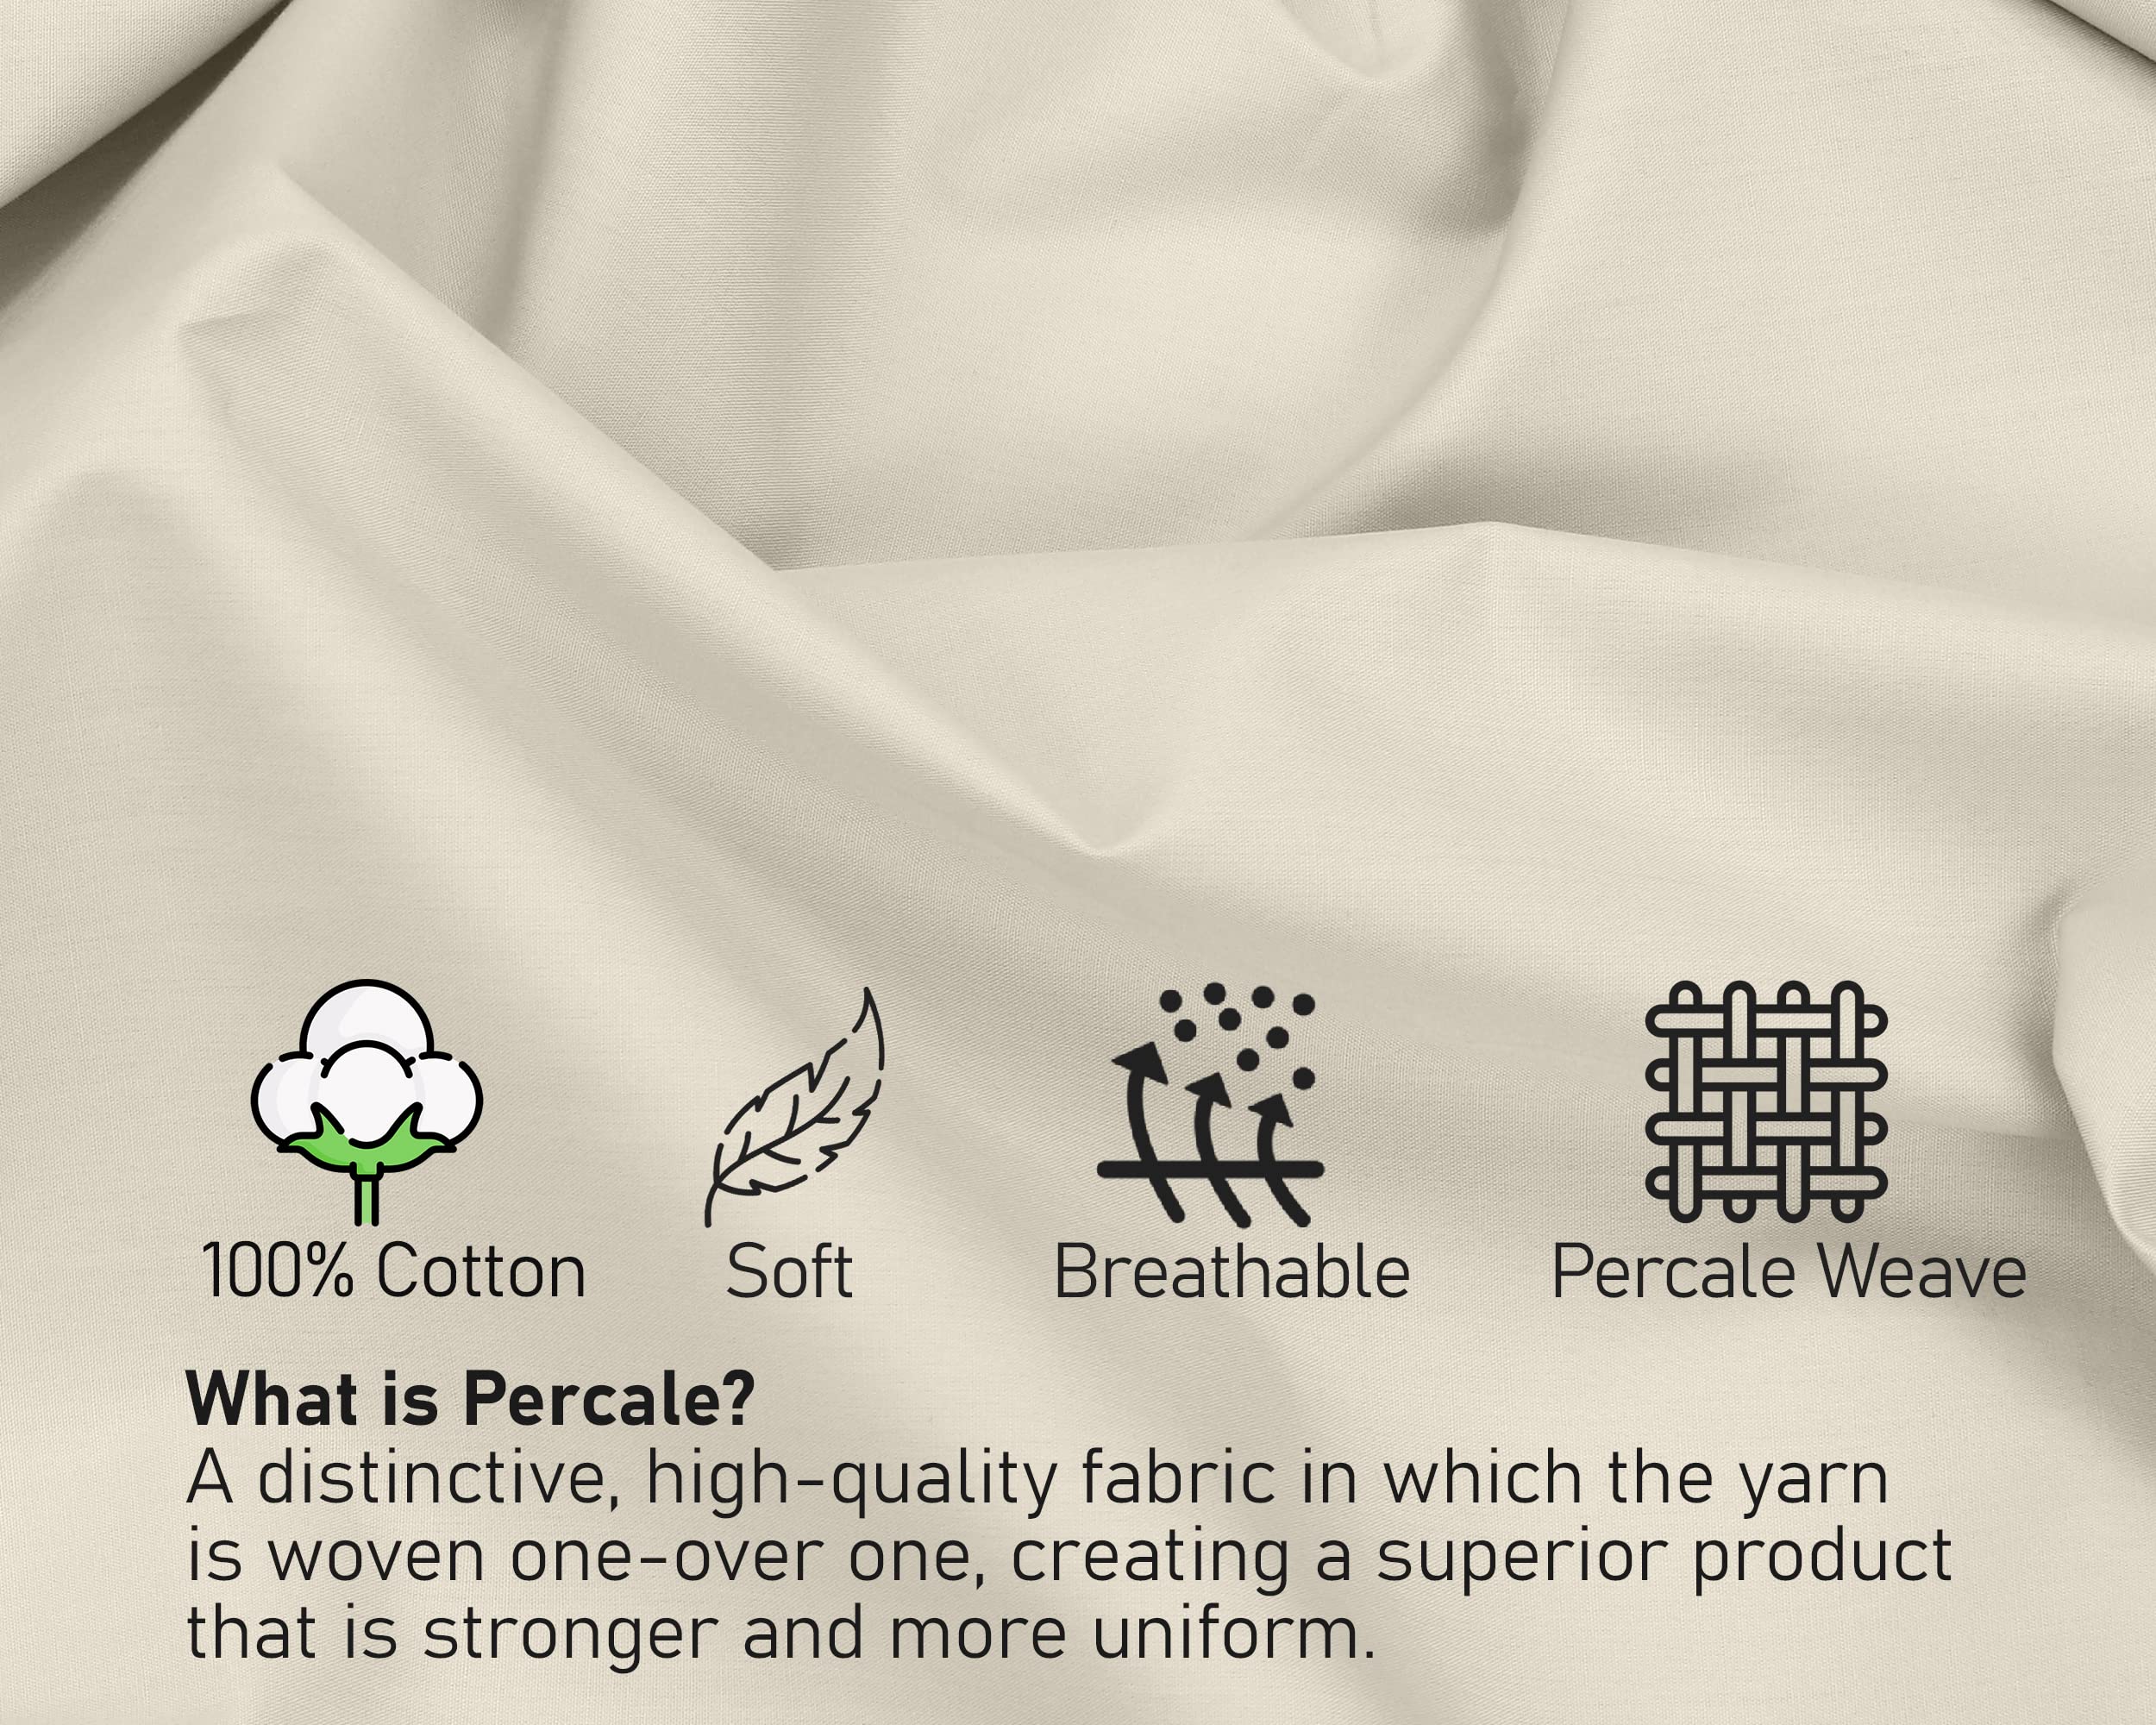 100% Cotton
Soft
Breathable
Percale Weave
What is Percale?
A distinctive, high-quality fabric in which the yarn
is woven one-over one, creating a superior product
that is stronger and more uniform.